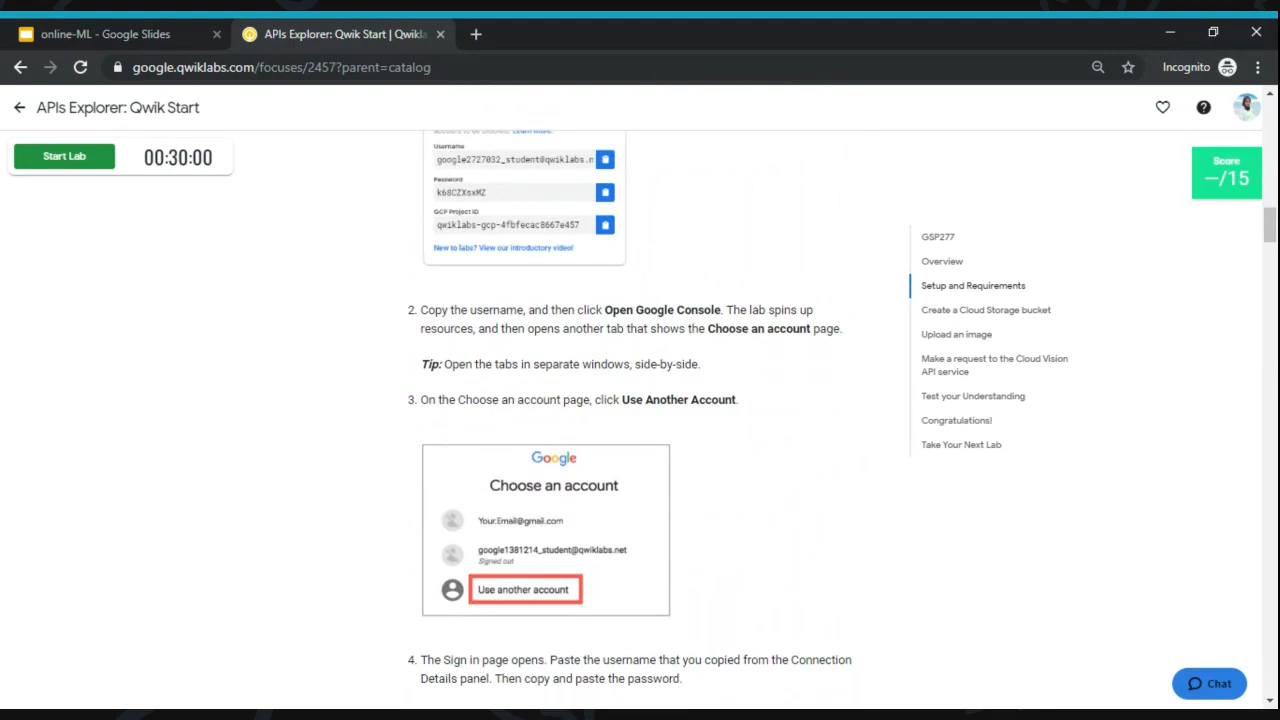 online-ML - Google Slides
APIs Explorer: Qwik Start | Qwikla
google.qwiklabs.com/focuses/2457?parent=catalog
Incognito
APIs Explorer: Qwik Start
Start Lab
00:30:00
Score
—/15
Learn more.
Username
google2727032_student@qwiklabs.n
Password
k68CZXsxMZ
GCP Project ID
qwiklabs-gcp-4fbfecac8667e457
New to labs? View our introductory video!
2. Copy the username, and then click Open Google Console. The lab spins up
resources, and then opens another tab that shows the Choose an account page.
Tip: Open the tabs in separate windows, side-by-side.
3. On the Choose an account page, click Use Another Account.
Google
Choose an account
Your.Email@gmail.com
google1381214_student@qwiklabs.net
Signed out
Use another account
4. The Sign in page opens. Paste the username that you copied from the Connection
Details panel. Then copy and paste the password.
GSP277
Overview
Setup and Requirements
Create a Cloud Storage bucket
Upload an image
Make a request to the Cloud Vision
API service
Test your Understanding
Congratulations!
Take Your Next Lab
Chat